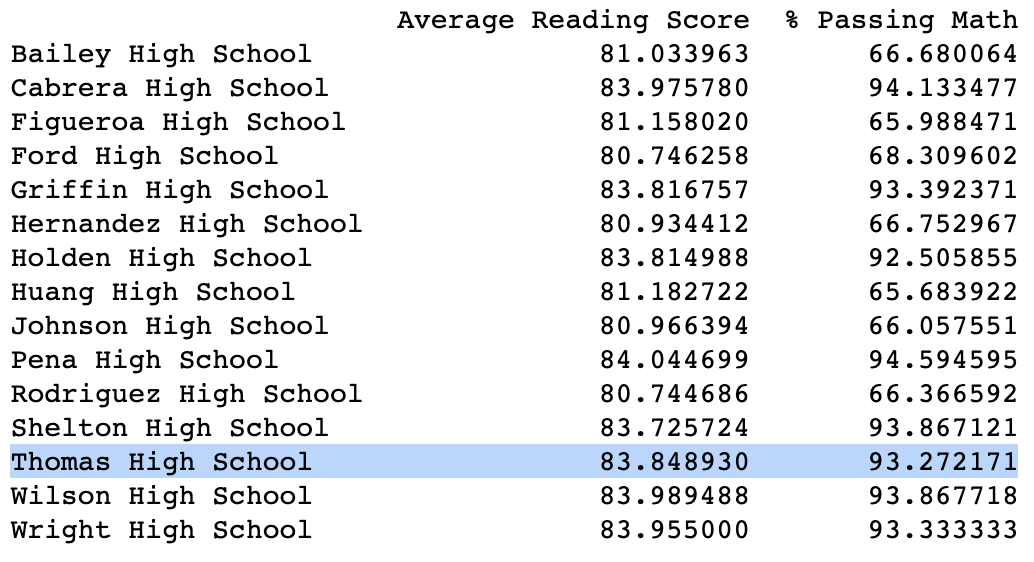 Average Reading Score % Passing Math
Bailey High School 81.033963 66.680064
Cabrera High School 83.975780 94.133477
Figueroa High School 81.158020 65.988471
Ford High School 80.746258 68.309602
Griffin High School 83.816757 93.392371
Hernandez High School 80.934412 66.752967
Holden High School 83.814988 92.505855
Huang High School 81.182722 65.683922
Johnson High School 80.966394 66.057551
Pena High School 84.044699 94.594595
Rodriguez High School 80.744686 66.366592
Shelton High School 83.725724 93.867121
Thomas High School 83.848930 93.272171
Wilson High School 83.989488 93.867718
Wright High School 83.955000 93.333333